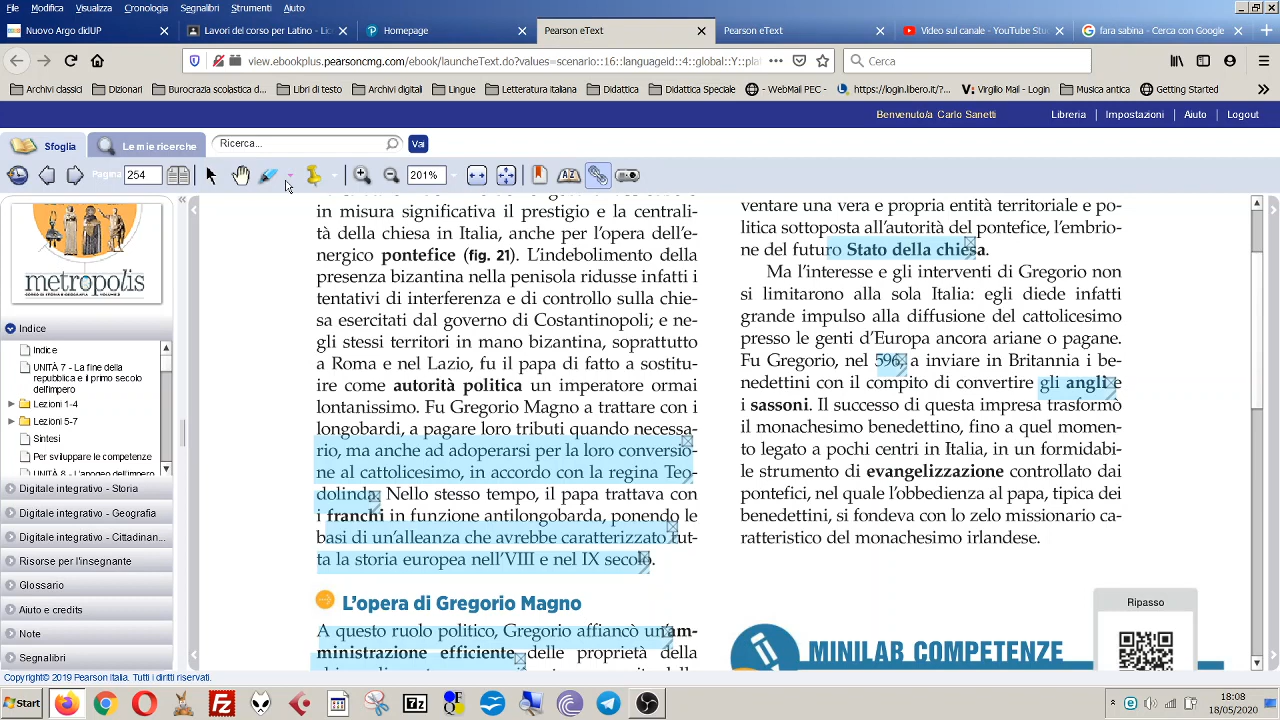 File Modifica Visualizza Cronologia Segnalibri Strumenti Aiuto
Nuovo Argo didUP
Lavori del corso per Latino - Lic
Homepage
Pearson eText
Pearson eText
Video sul canale - YouTube Stu
fara sabina - Cerca con Google
view.ebookplus.pearsoncmg.com/ebook/launcheText.do?values=scenario::16::languageid::4::global::Y::pla
Cerca
Archivi classici
Dizionari
Burocrazia scolastica d...
Libri di testo
Archivi digitali
Lingue
Letteratura italiana
Didattica
Didattica Speciale
- WebMail PEC -
https://login.libero.it/?...
Virgilio Mail - Login
Musica antica
Getting Started
Benvenuto/a Carlo Sanetti
Libreria
Impostazioni
Aiuto
Logout
Sfoglia
Le mie ricerche
Ricerca...
Vai
Pagina 254
201%
metropolis
CORSO DI STORIA E GEOGRAFIA
Indice
Indice
UNITÀ 7 - La fine della
repubblica e il primo secolo
dell'impero
Lezioni 1-4
Lezioni 5-7
Sintesi
Per sviluppare le competenze
UNITÀ 8 - L'apogeo dell'impero
Digitale integrativo - Storia
Digitale integrativo - Geografia
Digitale integrativo - Cittadinan...
Risorse per l'insegnante
Glossario
Aiuto e crediti
Note
Segnalibri
in misura significativa il prestigio e la centrali-
tà della chiesa in Italia, anche per l'opera dell'e-
nergico pontefice (fig. 21). L'indebolimento della
presenza bizantina nella penisola ridusse infatti i
tentativi di interferenza e di controllo sulla chie-
sa esercitati dal governo di Costantinopoli; e ne-
gli stessi territori in mano bizantina, soprattutto
a Roma e nel Lazio, fu il papa di fatto a sostitu-
ire come autorità politica un imperatore ormai
lontanissimo. Fu Gregorio Magno a trattare con i
longobardi, a pagare loro tributi quando necessa-
rio, ma anche ad adoperarsi per la loro conversio-
ne al cattolicesimo, in accordo con la regina Teo-
dolinda. Nello stesso tempo, il papa trattava con
i franchi in funzione antilongobarda, ponendo le
basi di un'alleanza che avrebbe caratterizzato tut-
ta la storia europea nell'VIII e nel IX secolo.
L'opera di Gregorio Magno
A questo ruolo politico, Gregorio affiancò un'am-
ministrazione efficiente delle proprietà della
ventare una vera e propria entità territoriale e po-
litica sottoposta all'autorità del pontefice, l'embrio-
ne del futuro Stato della chiesa.
Ma l'interesse e gli interventi di Gregorio non
si limitarono alla sola Italia: egli diede infatti
grande impulso alla diffusione del cattolicesimo
presso le genti d'Europa ancora ariane o pagane.
Fu Gregorio, nel 596, a inviare in Britannia i be-
nedettini con il compito di convertire gli angli e
i sassoni. Il successo di questa impresa trasformò
il monachesimo benedettino, fino a quel momen-
to legato a pochi centri in Italia, in un formidabi-
le strumento di evangelizzazione controllato dai
pontefici, nel quale l'obbedienza al papa, tipica dei
benedettini, si fondeva con lo zelo missionario ca-
ratteristico del monachesimo irlandese.
Ripasso
MINILAB COMPETENZE
Copyright© 2019 Pearson Italia. Tutti i diritti riservati.
Start
18:08
18/05/2020